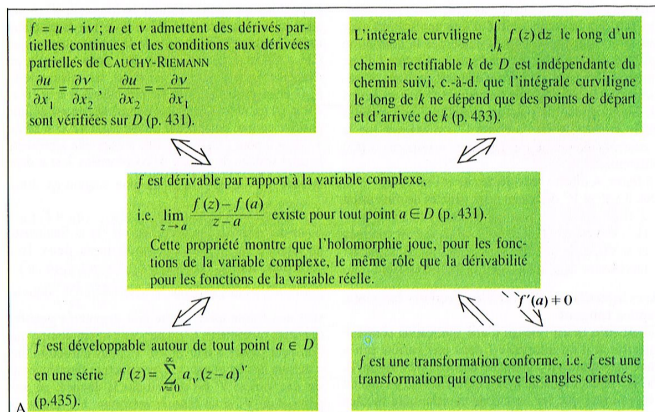 f = u + iv ; u et v admettent des dérivés par-
tielles continues et les conditions aux dérivées
partielles de CAUCHY-RIEMANN
∂u/∂x₁ = ∂v/∂x₂ , ∂u/∂x₂ = −∂v/∂x₁
sont vérifiées sur D (p. 431).
L'intégrale curviligne ∫ₖ f (z) dz le long d'un
chemin rectifiable k de D est indépendante du
chemin suivi, c.-à-d. que l'intégrale curviligne
le long de k ne dépend que des points de départ
et d'arrivée de k (p. 433).
f est dérivable par rapport à la variable complexe,
i.e. lim z→a (f (z) − f (a))/(z − a) existe pour tout point a ∈ D (p. 431).
Cette propriété montre que l'holomorphie joue, pour les fonc-
tions de la variable complexe, le même rôle que la dérivabilité
pour les fonctions de la variable réelle.
f′(a) ≠ 0
f est développable autour de tout point a ∈ D
en une série f (z) = ∑ν=0^∞ aν (z−a)^ν
(p.435).
f est une transformation conforme, i.e. f est une
transformation qui conserve les angles orientés.
A